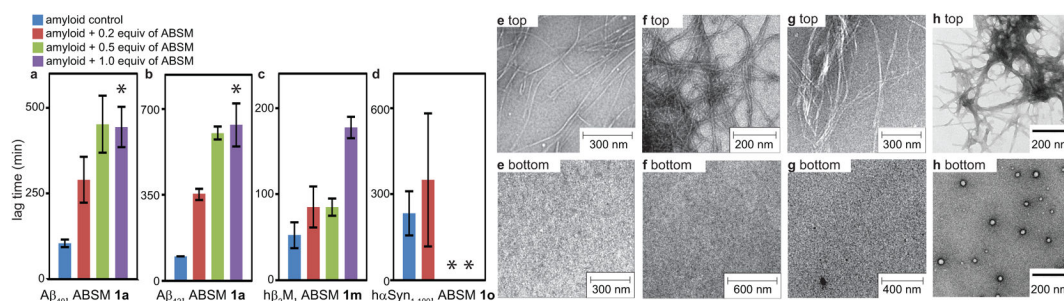 amyloid control
amyloid + 0.2 equiv of ABSM
amyloid + 0.5 equiv of ABSM
amyloid + 1.0 equiv of ABSM
a b c d
lag time (min)
500
250
0
*
700
350
0
*
200
100
0
600
300
0
* *
ABSM 1a
ABSM 1a
hβ₂M, ABSM 1m
ABSM 1o
e top
300 nm
f top
200 nm
g top
300 nm
h top
200 nm
e bottom
300 nm
f bottom
600 nm
g bottom
400 nm
h bottom
200 nm